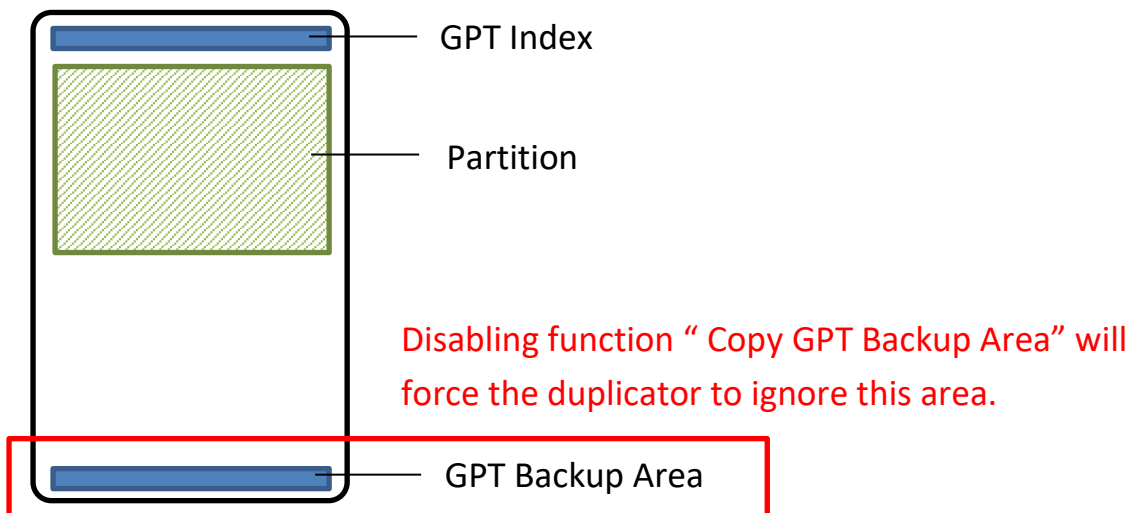 GPT Index
Partition
Disabling function “ Copy GPT Backup Area” will
force the duplicator to ignore this area.
GPT Backup Area